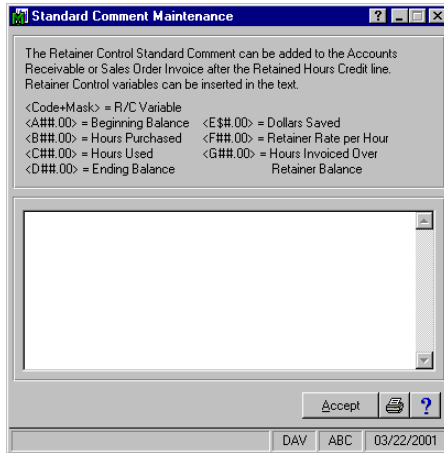 Standard Comment Maintenance
The Retainer Control Standard Comment can be added to the Accounts
Receivable or Sales Order Invoice after the Retained Hours Credit line.
Retainer Control variables can be inserted in the text.
<Code+Mask> = R/C Variable
<A##.00> = Beginning Balance <E$#.00> = Dollars Saved
<B##.00> = Hours Purchased <F##.00> = Retainer Rate per Hour
<C##.00> = Hours Used <G##.00> = Hours Invoiced Over
<D##.00> = Ending Balance Retainer Balance
Accept ?
DAV ABC 03/22/2001